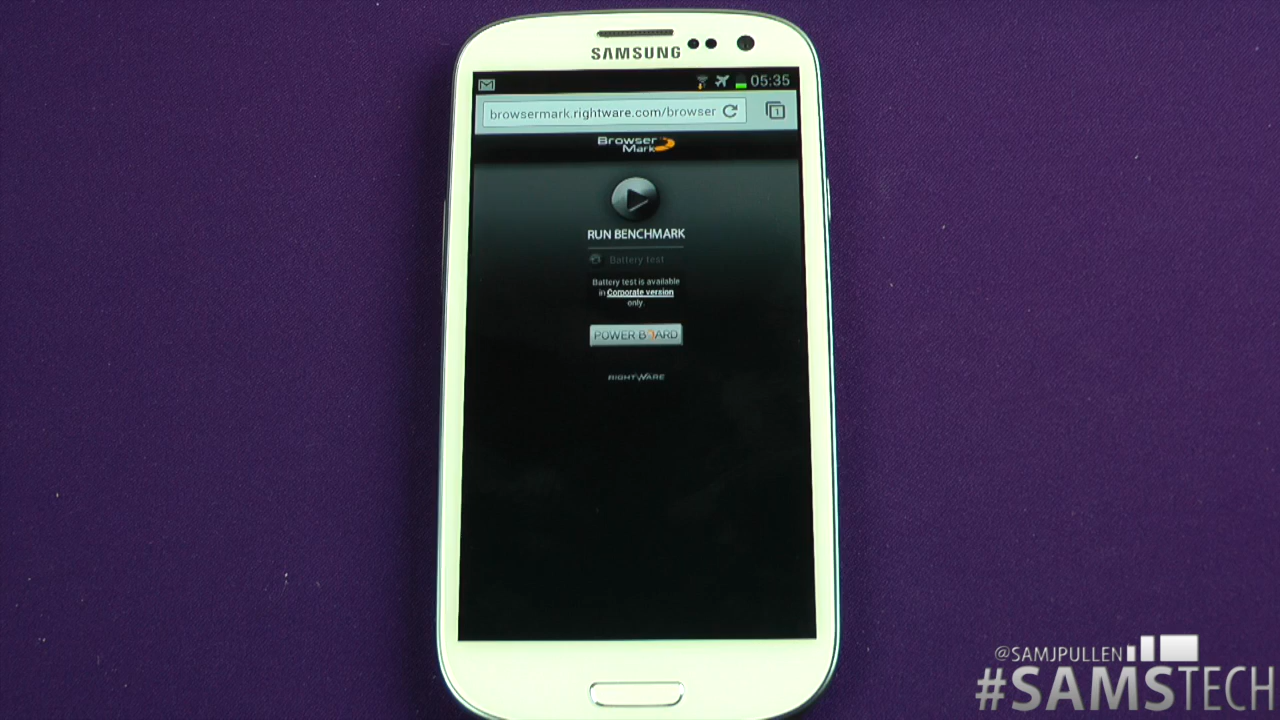 SAMSUNG
05:35
browsermark.rightware.com/browser
1
Browser
Mark
RUN BENCHMARK
Battery test
Battery test is available
in Corporate version
only.
POWER BOARD
RIGHTWARE
@SAMJPULLEN
#SAMSTECH